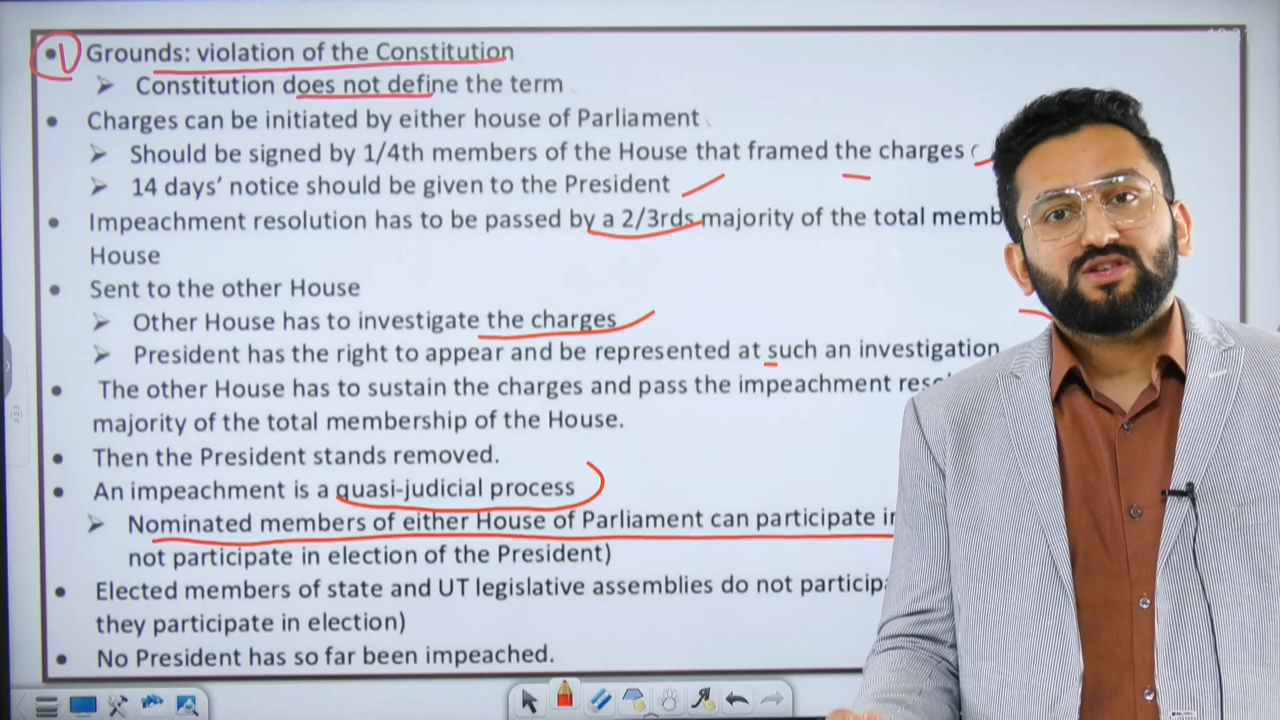 Grounds: violation of the Constitution
Constitution does not define the term
Charges can be initiated by either house of Parliament
Should be signed by 1/4th members of the House that framed the charges
14 days' notice should be given to the President
Impeachment resolution has to be passed by a 2/3rds majority of the total
House
Sent to the other House
Other House has to investigate the charges
President has the right to appear and be represented at such an investigation
The other House has to sustain the charges and pass the impeachment
majority of the total membership of the House.
Then the President stands removed.
An impeachment is a quasi-judicial process
Nominated members of either House of Parliament can participate
not participate in election of the President)
Elected members of state and UT legislative assemblies do not
they participate in election)
No President has so far been impeached.